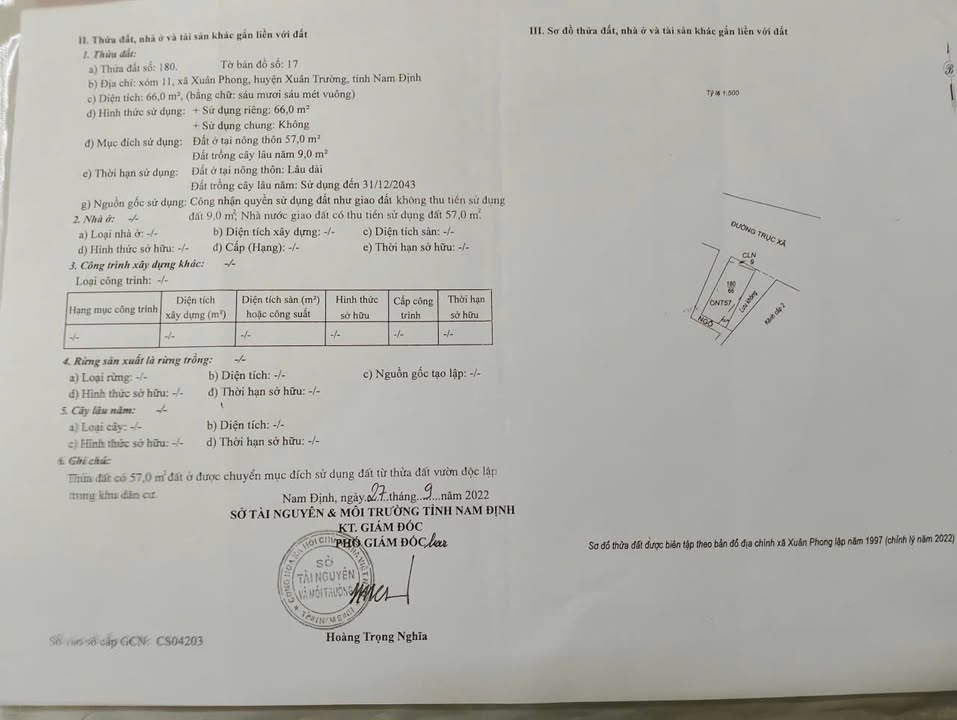 II. Thửa đất, nhà ở và tài sản khác gắn liền với đất
1. Thửa đất:
a) Thửa đất số: 180. Tờ bản đồ số: 17
b) Địa chỉ: xóm 11, xã Xuân Phong, huyện Xuân Trường, tỉnh Nam Định
c) Diện tích: 66,0 m², (bằng chữ: sáu mươi sáu mét vuông)
d) Hình thức sử dụng: + Sử dụng riêng: 66,0 m²
+ Sử dụng chung: Không
đ) Mục đích sử dụng: Đất ở tại nông thôn 57,0 m²
Đất trồng cây lâu năm 9,0 m²
e) Thời hạn sử dụng: Đất ở tại nông thôn: Lâu dài
Đất trồng cây lâu năm: Sử dụng đến 31/12/2043
g) Nguồn gốc sử dụng: Công nhận quyền sử dụng đất như giao đất không thu tiền sử dụng
đất 9,0 m²; Nhà nước giao đất có thu tiền sử dụng đất 57,0 m²
2. Nhà ở: -/-
a) Loại nhà ở: -/- b) Diện tích xây dựng: -/- c) Diện tích sàn: -/-
d) Hình thức sở hữu: -/- đ) Cấp (Hạng): -/- e) Thời hạn sở hữu: -/-
3. Công trình xây dựng khác: -/-
Loại công trình: -/-
Hạng mục công trình Diện tích xây dựng (m²) Diện tích sàn (m²) hoặc công suất Hình thức sở hữu Cấp công trình Thời hạn sở hữu
-/- -/- -/- -/- -/- -/-
4. Rừng sản xuất là rừng trồng: -/-
a) Loại rừng: -/- b) Diện tích: -/- c) Nguồn gốc tạo lập: -/-
d) Hình thức sở hữu: -/- đ) Thời hạn sở hữu: -/-
5. Cây lâu năm: -/-
a) Loại cây: -/- b) Diện tích: -/-
c) Hình thức sở hữu: -/- d) Thời hạn sở hữu: -/-
6. Ghi chú:
Thửa đất có 57,0 m² đất ở được chuyển mục đích sử dụng đất từ thửa đất vườn độc lập
trong khu dân cư.
Nam Định, ngày 27 tháng 9 năm 2022
SỞ TÀI NGUYÊN & MÔI TRƯỜNG TỈNH NAM ĐỊNH
KT. GIÁM ĐỐC
PHÓ GIÁM ĐỐC
SỞ
TÀI NGUYÊN
VÀ MÔI TRƯỜNG
Hoàng Trọng Nghĩa
Số vào sổ cấp GCN: CS04203
III. Sơ đồ thửa đất, nhà ở và tài sản khác gắn liền với đất
B
Tỷ lệ 1:500
ĐƯỜNG TRỤC XÃ
CLN
9
180
66
ONT57
Lưu không
Kênh cấp 2
NGÕ
Sơ đồ thửa đất được biên tập theo bản đồ địa chính xã Xuân Phong lập năm 1997 (chỉnh lý năm 2022)